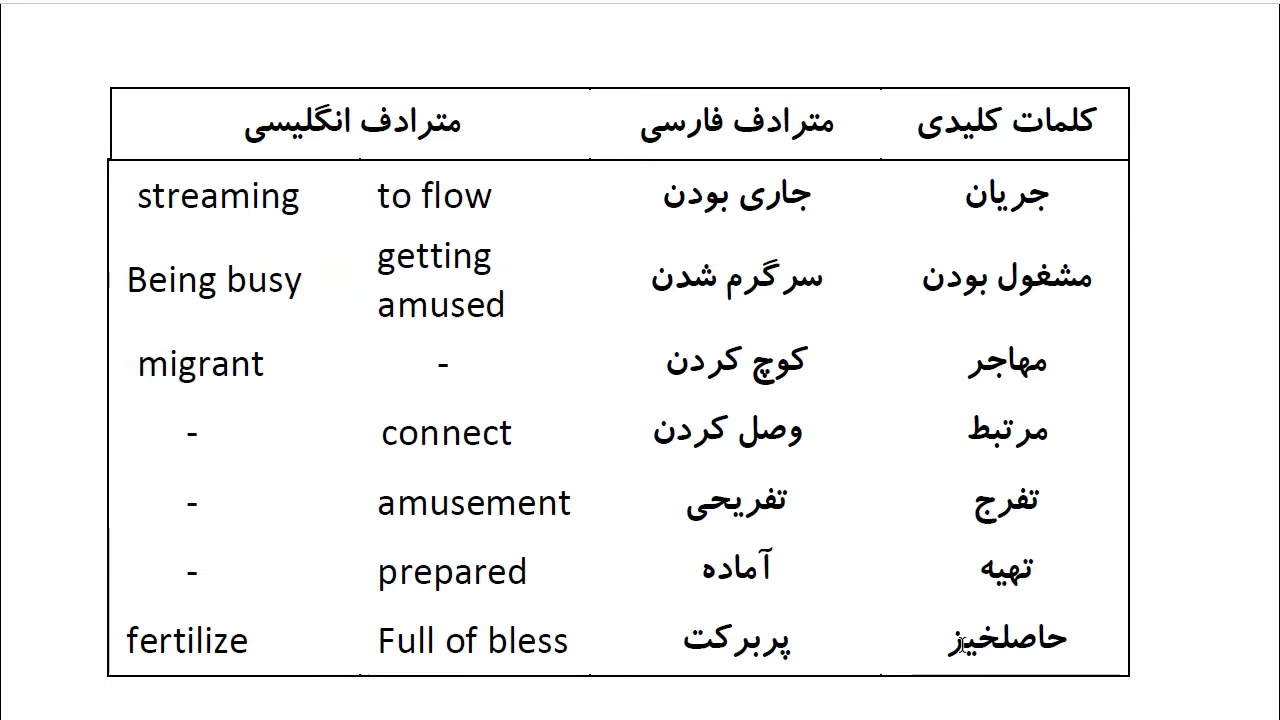 کلمات کلیدی مترادف فارسی مترادف انگلیسی
جریان جاری بودن to flow streaming
مشغول بودن سرگرم شدن getting amused Being busy
مهاجر کوچ کردن - migrant
مرتبط وصل کردن connect -
تفرج تفریحی amusement -
تهیه آماده prepared -
حاصلخیز پربرکت Full of bless fertilize